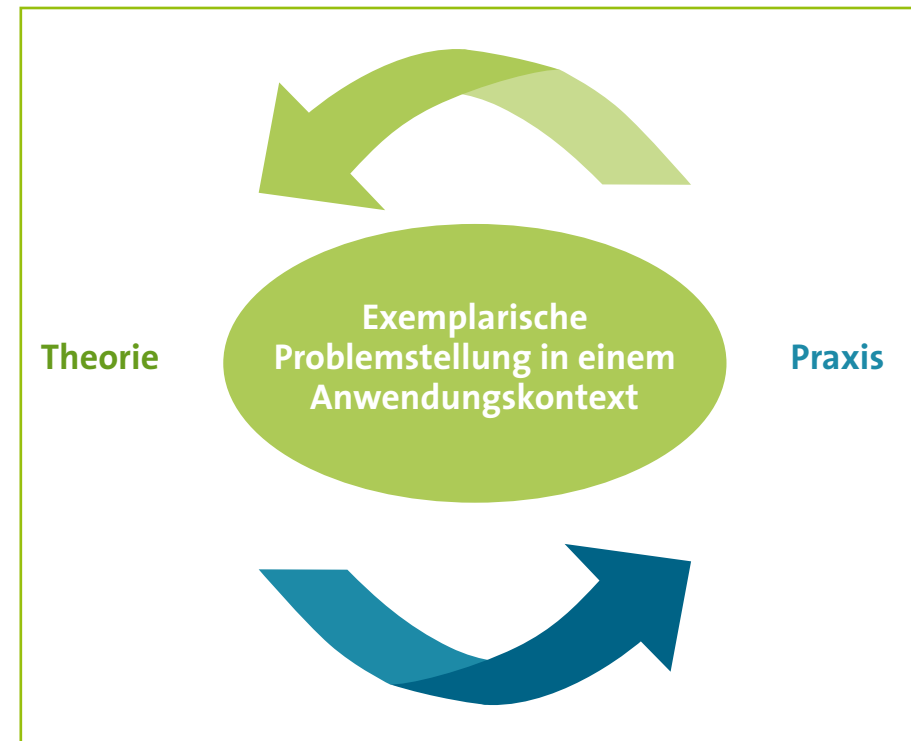 Theorie
Exemplarische
Problemstellung in einem
Anwendungskontext
Praxis